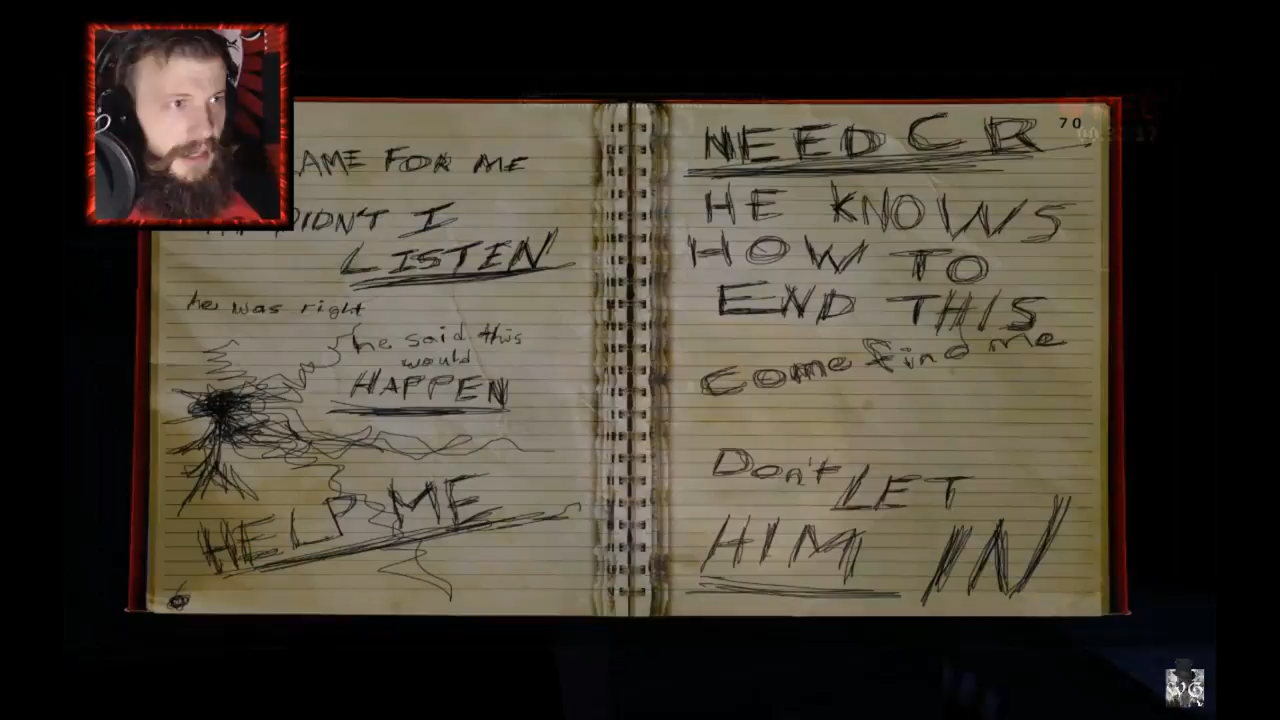 AME FOR ME
DIDN'T I
LISTEN
he was right
he said this
would
HAPPEN
HELP ME
70
NEED CR
HE KNOWS
HOW TO
END THIS
come find me
Don't LET
HIM IN
WG